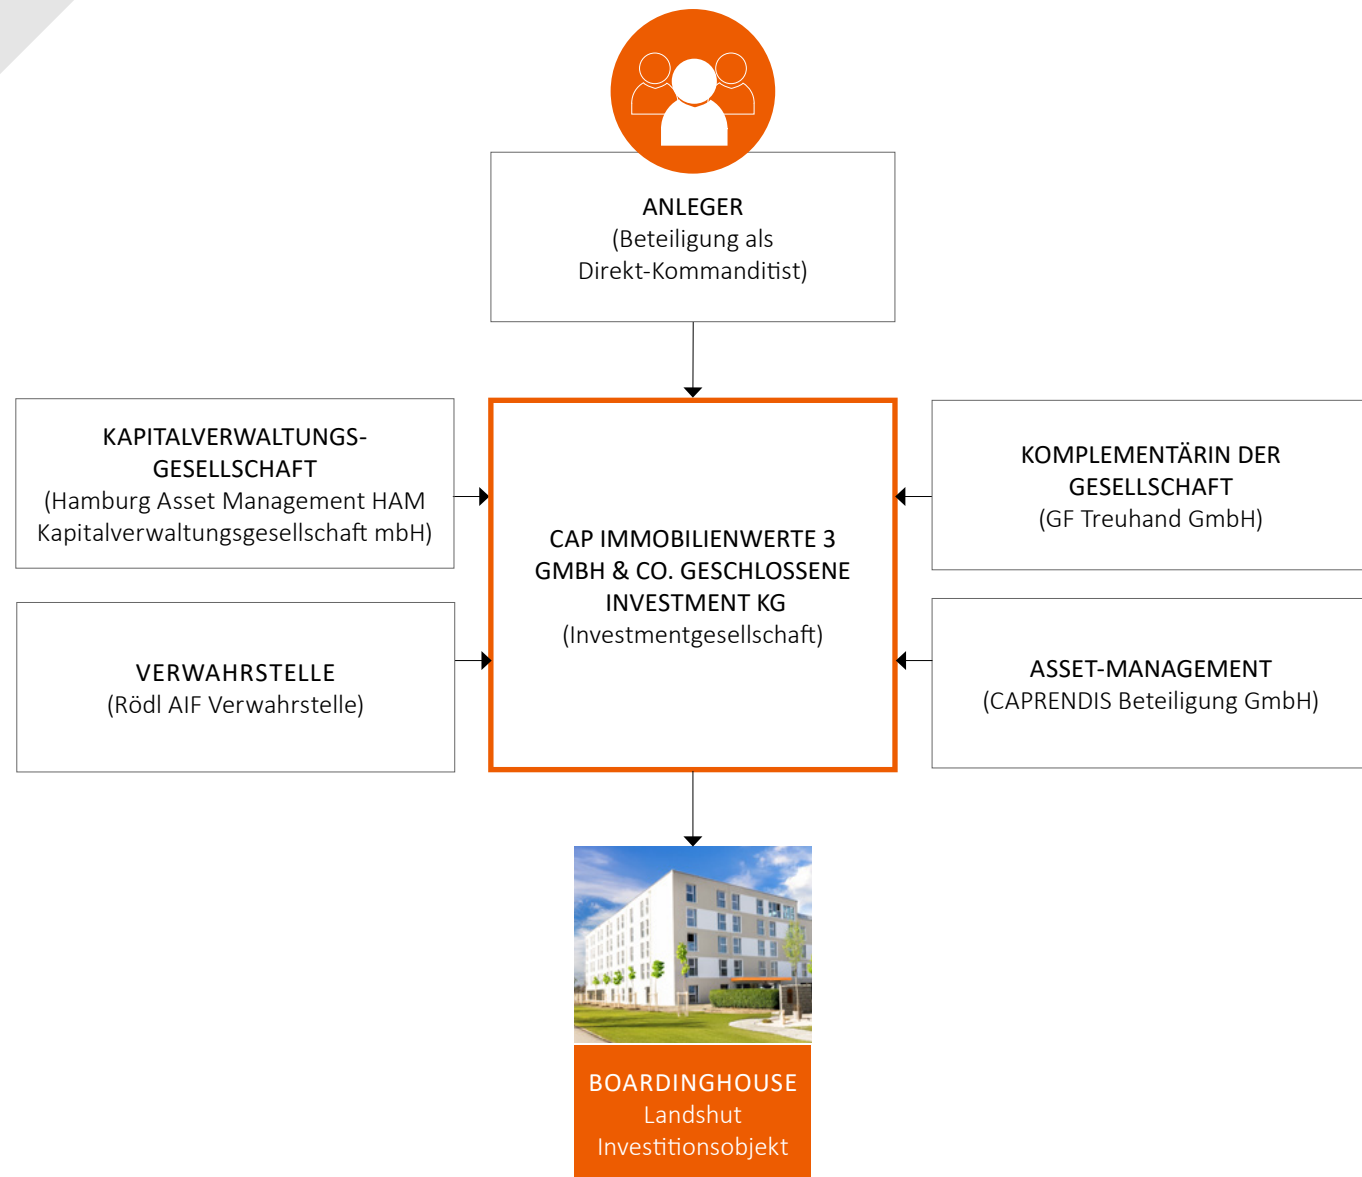 ANLEGER
(Beteiligung als
Direkt-Kommanditist)
KAPITALVERWALTUNGS-
GESELLSCHAFT
(Hamburg Asset Management HAM
Kapitalverwaltungsgesellschaft mbH)
VERWAHRSTELLE
(Rödl AIF Verwahrstelle)
CAP IMMOBILIENWERTE 3
GMBH & CO. GESCHLOSSENE
INVESTMENT KG
(Investmentgesellschaft)
KOMPLEMENTÄRIN DER
GESELLSCHAFT
(GF Treuhand GmbH)
ASSET-MANAGEMENT
(CAPRENDIS Beteiligung GmbH)
BOARDINGHOUSE
Landshut
Investitionsobjekt